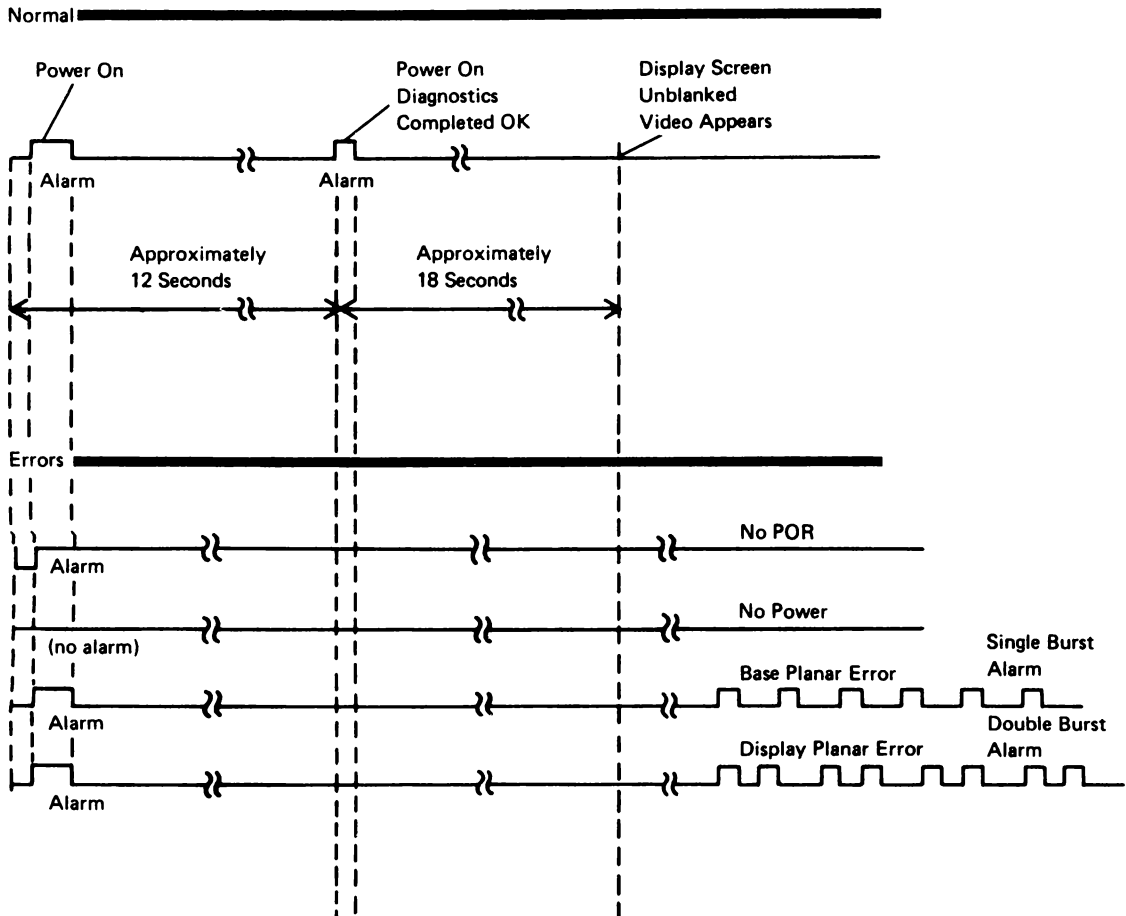 Normal
Power On
Power On
Diagnostics
Completed OK
Display Screen
Unblanked
Video Appears
Alarm
Alarm
Approximately
12 Seconds
Approximately
18 Seconds
Errors
No POR
Alarm
No Power
(no alarm)
Single Burst
Alarm
Base Planar Error
Alarm
Double Burst
Alarm
Display Planar Error
Alarm